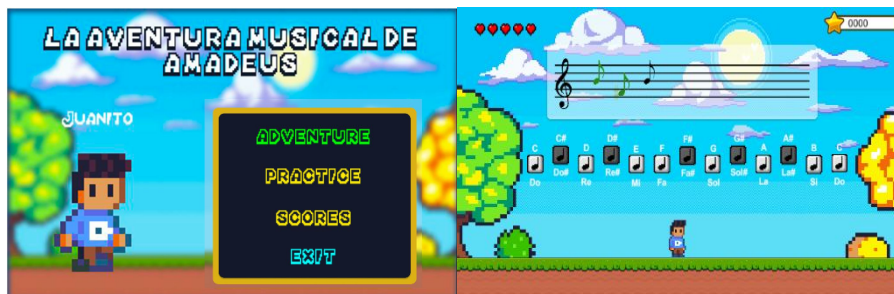 LA AVENTURA MUSICAL DE
AMADEUS
JUANITO
ADVENTURE
PRACTICE
SCORES
EXIT
0000
C# D# F# G# A#
C D E F G A B C
Do# Re# Fa# Sol# La#
Do Re Mi Fa Sol La Si Do